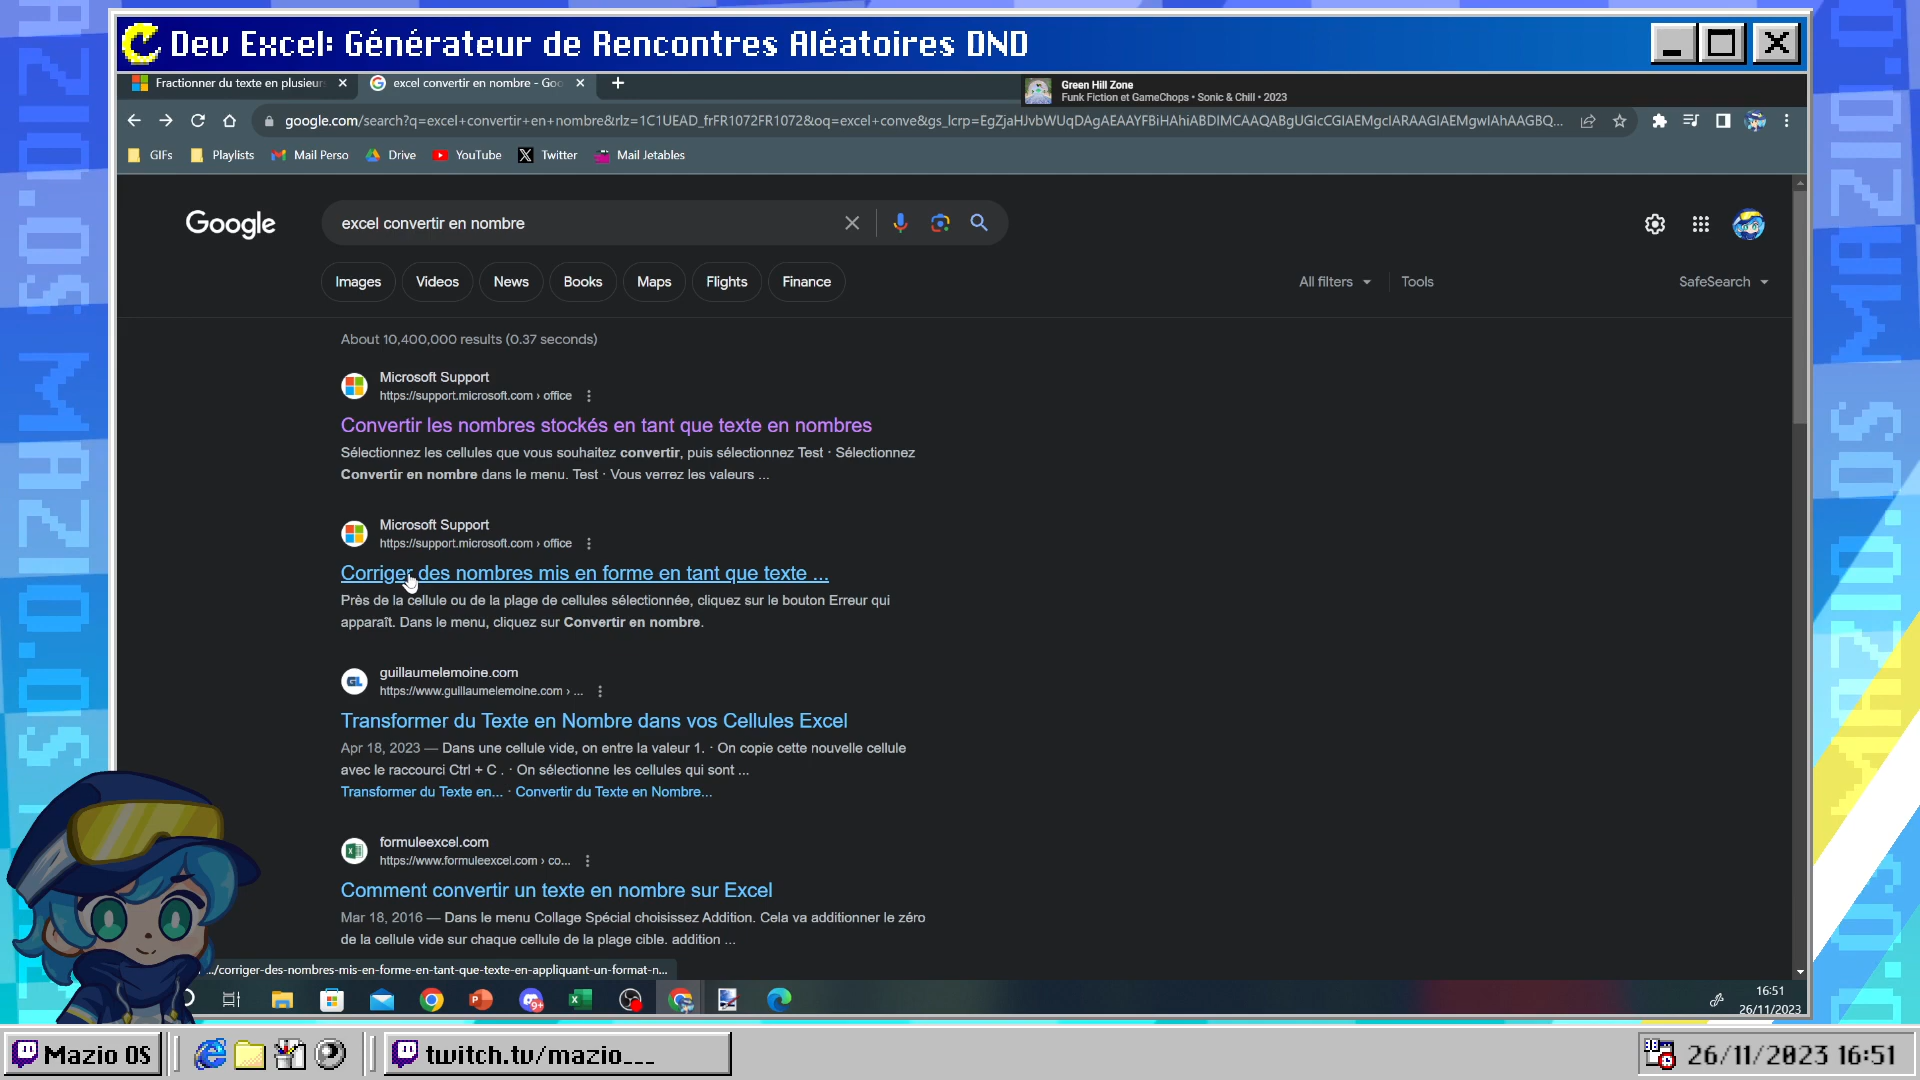 Dev Excel: Générateur de Rencontres Aléatoires DND
Fractionner du texte en plusieurs
excel convertir en nombre - Goo
Green Hill Zone
Funk Fiction et GameChops • Sonic & Chill • 2023
google.com/search?q=excel+convertir+en+nombre&rlz=1C1UEAD_frFR1072FR1072&oq=excel+conve&gs_lcrp=EgZjaHJvbWUqDAgAEAAYFBiHAhiABDIMCAAQABgUGIcCGIAEMgcIARAAGIAEMgwIAhAAGBQ...
GIFs
Playlists
Mail Perso
Drive
YouTube
Twitter
Mail Jetables
Google
excel convertir en nombre
Images
Videos
News
Books
Maps
Flights
Finance
All filters
Tools
SafeSearch
About 10,400,000 results (0.37 seconds)
Microsoft Support
https://support.microsoft.com › office
Convertir les nombres stockés en tant que texte en nombres
Sélectionnez les cellules que vous souhaitez convertir, puis sélectionnez Test · Sélectionnez
Convertir en nombre dans le menu. Test · Vous verrez les valeurs ...
Microsoft Support
https://support.microsoft.com › office
Corriger des nombres mis en forme en tant que texte ...
Près de la cellule ou de la plage de cellules sélectionnée, cliquez sur le bouton Erreur qui
apparaît. Dans le menu, cliquez sur Convertir en nombre.
GL
guillaumelemoine.com
https://www.guillaumelemoine.com › ...
Transformer du Texte en Nombre dans vos Cellules Excel
Apr 18, 2023 — Dans une cellule vide, on entre la valeur 1. · On copie cette nouvelle cellule
avec le raccourci Ctrl + C . · On sélectionne les cellules qui sont ...
Transformer du Texte en... · Convertir du Texte en Nombre...
formuleexcel.com
https://www.formuleexcel.com › co...
Comment convertir un texte en nombre sur Excel
Mar 18, 2016 — Dans le menu Collage Spécial choisissez Addition. Cela va additionner le zéro
de la cellule vide sur chaque cellule de la plage cible. addition ...
.../corriger-des-nombres-mis-en-forme-en-tant-que-texte-en-appliquant-un-format-n...
16:51
26/11/2023
Mazio OS
twitch.tv/mazio___
26/11/2023 16:51